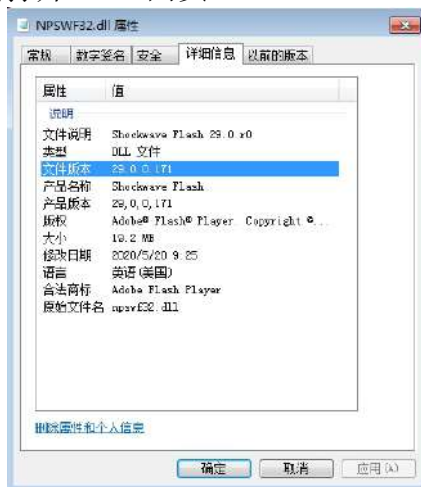 NPSWF32.dll 属性
常规 数字签名 安全 详细信息 以前的版本
属性 值
说明
文件说明 Shockwave Flash 29.0 r0
类型 DLL 文件
文件版本 29.0.0.171
产品名称 Shockwave Flash
产品版本 29,0,0,171
版权 Adobe® Flash® Player. Copyright ©...
大小 19.2 MB
修改日期 2020/5/20 9:25
语言 英语(美国)
合法商标 Adobe Flash Player
原始文件名 npswf32.dll
删除属性和个人信息
确定 取消 应用(A)